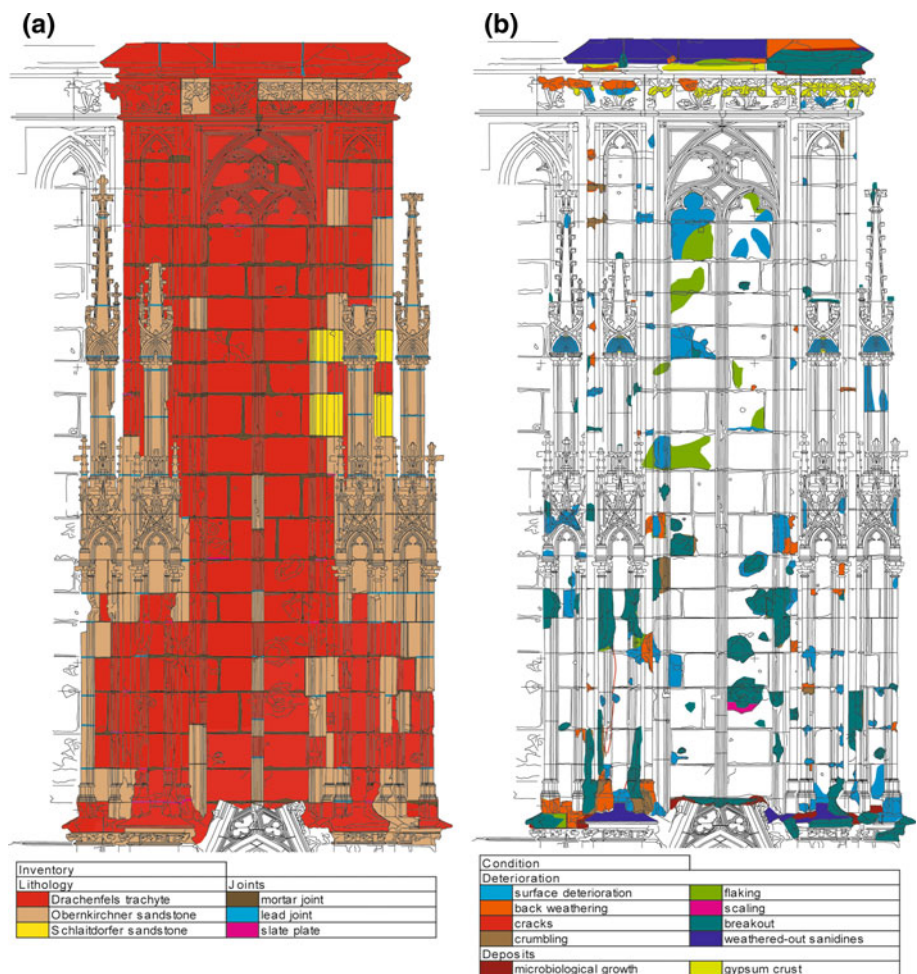 (a)
(b)
Inventory
Lithology Joints
Drachenfels trachyte mortar joint
Obernkirchner sandstone lead joint
Schlaitdorfer sandstone slate plate
Condition
Deterioration
surface deterioration flaking
back weathering scaling
cracks breakout
crumbling weathered-out sanidines
Deposits
microbiological growth gypsum crust